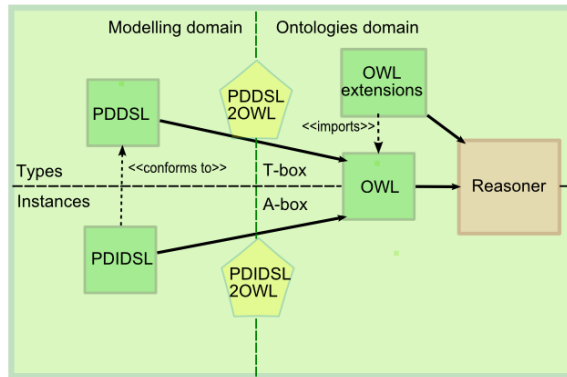 Modelling domain
Ontologies domain
PDDSL
PDDSL
2OWL
OWL
extensions
<<imports>>
<<conforms to>>
Types
T-box
OWL
Reasoner
Instances
A-box
PDIDSL
PDIDSL
2OWL